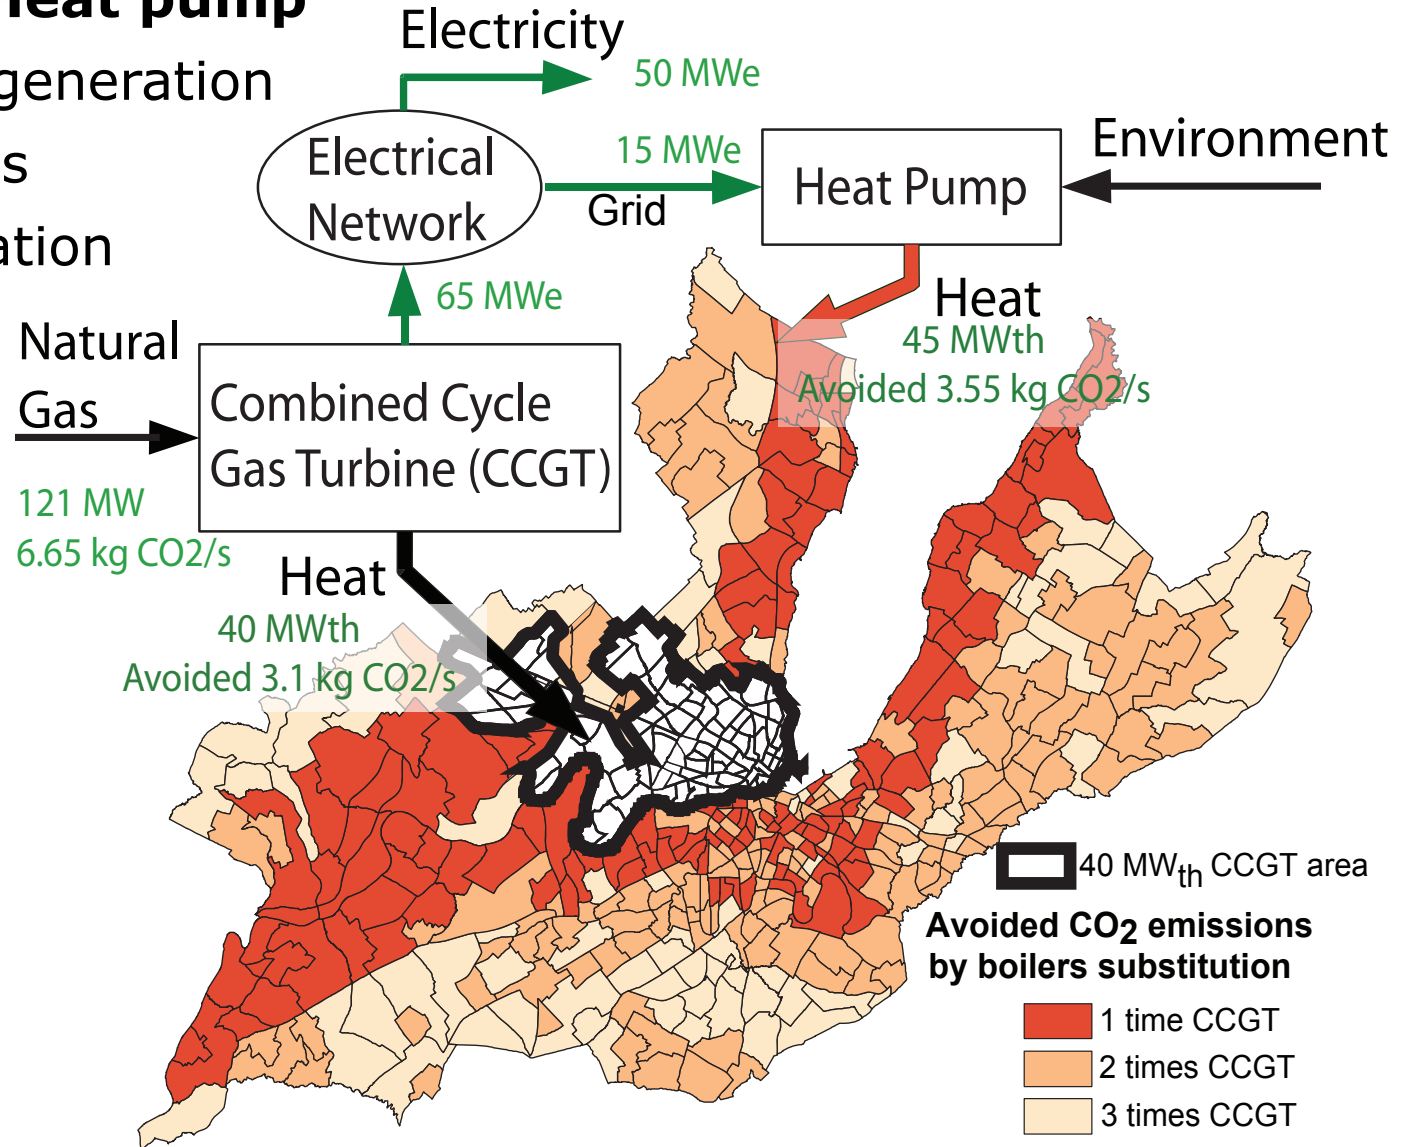 heat pump
generation
s
ation
Electricity
50 MWe
Electrical
Network
15 MWe
Grid
Heat Pump
Environment
65 MWe
Heat
45 MWth
Avoided 3.55 kg CO2/s
Natural
Gas
Combined Cycle
Gas Turbine (CCGT)
121 MW
6.65 kg CO2/s
Heat
40 MWth
Avoided 3.1 kg CO2/s
40 MWth CCGT area
Avoided CO2 emissions
by boilers substitution
1 time CCGT
2 times CCGT
3 times CCGT